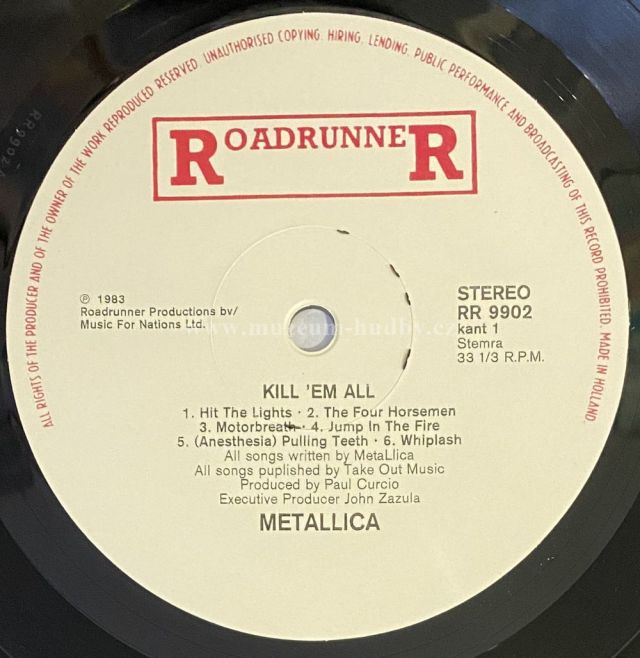 ALL RIGHTS OF THE PRODUCER AND OF THE OWNER OF THE WORK REPRODUCED RESERVED. UNAUTHORISED COPYING, HIRING, LENDING, PUBLIC PERFORMANCE AND BROADCASTING OF THIS RECORD PROHIBITED. MADE IN HOLLAND
ROADRUNNER
℗ 1983
Roadrunner Productions bv/
Music For Nations Ltd.
STEREO
RR 9902
kant 1
Stemra
33 1/3 R.P.M.
www.muzeum-hudby.cz
KILL 'EM ALL
1. Hit The Lights · 2. The Four Horsemen
3. Motorbreath · 4. Jump In The Fire
5. (Anesthesia) Pulling Teeth · 6. Whiplash
All songs written by MetaLlica
All songs puplished by Take Out Music
Produced by Paul Curcio
Executive Producer John Zazula
METALLICA